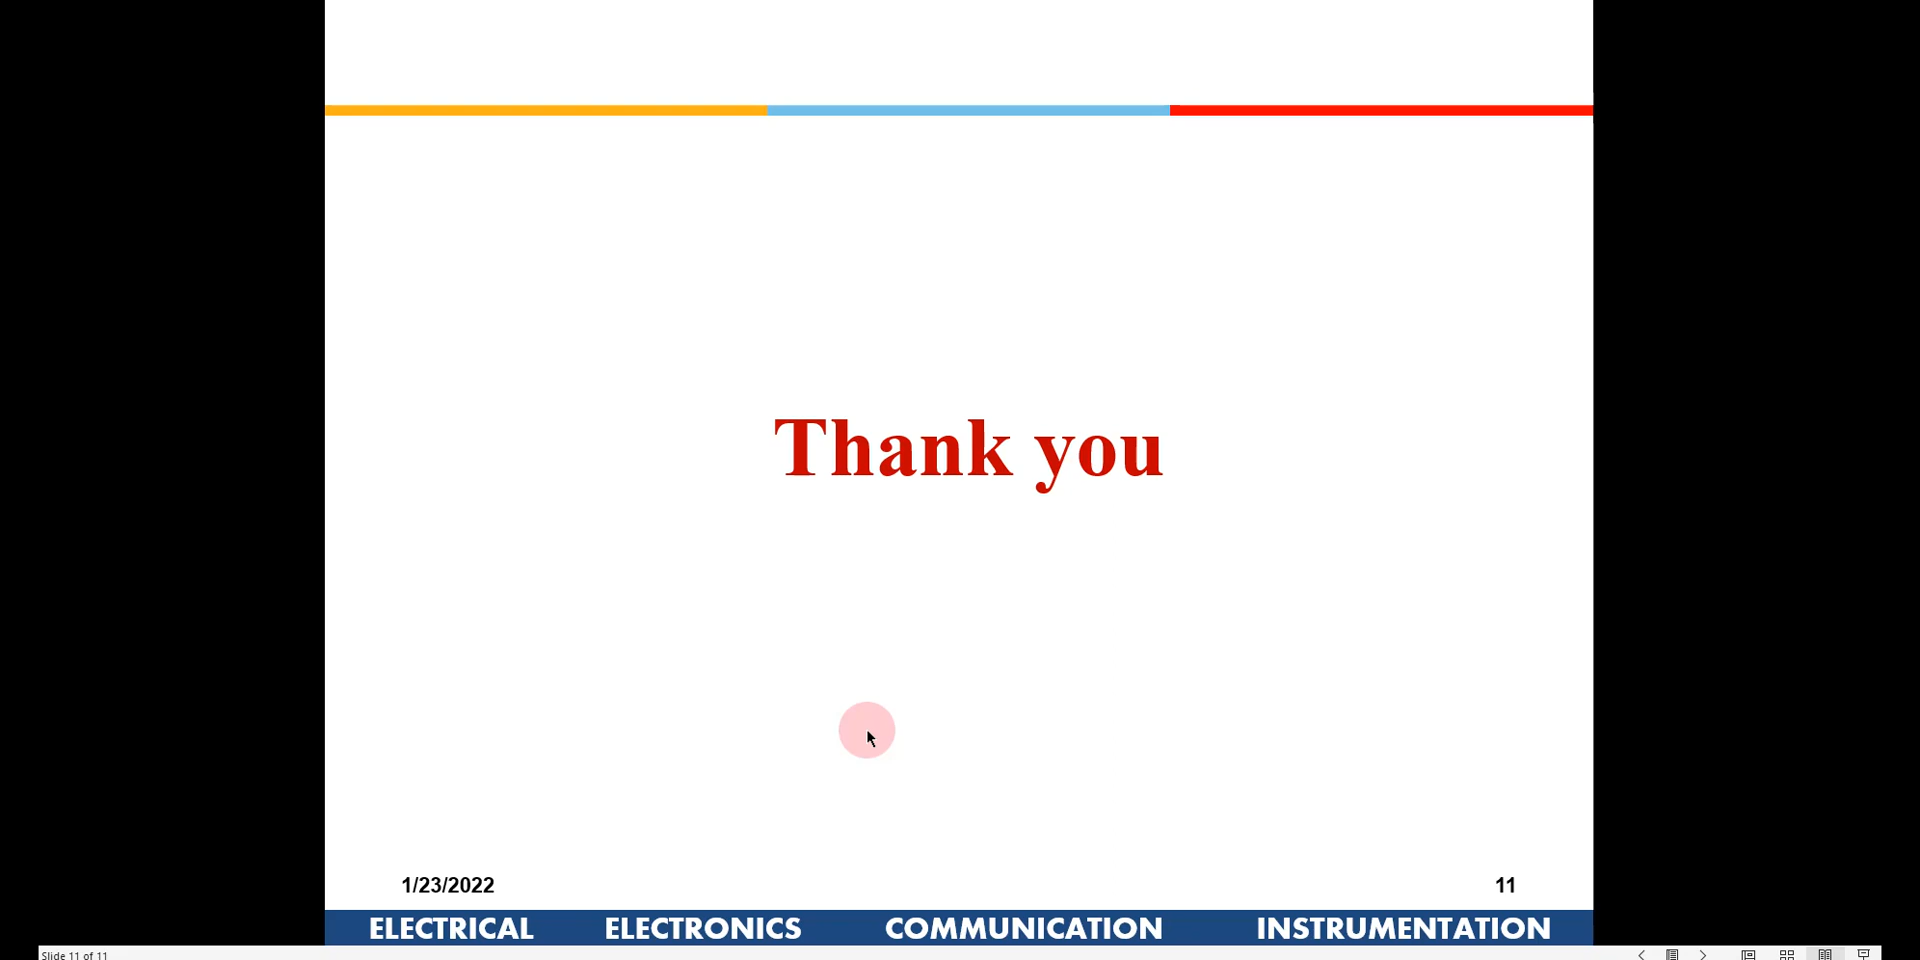 Thank you
1/23/2022 11
ELECTRICAL ELECTRONICS COMMUNICATION INSTRUMENTATION
Slide 11 of 11